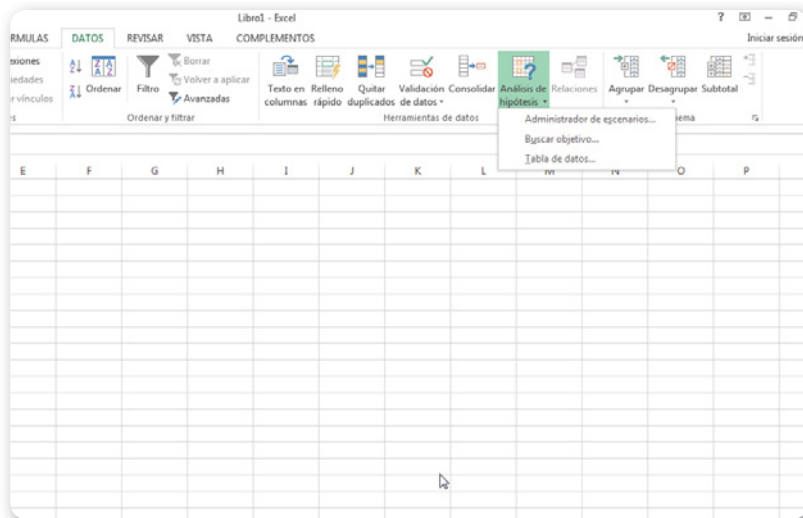 Libro1 - Excel
?
RMULAS DATOS REVISAR VISTA COMPLEMENTOS Iniciar sesión
Borrar
Volver a aplicar
Avanzadas
Ordenar
Filtro
Texto en columnas
Relleno rápido
Quitar duplicados
Validación de datos
Consolidar
Análisis de hipótesis
Relaciones
Agrupar Desagrupar Subtotal
xiones
iedades
r vínculos
s
Ordenar y filtrar
Herramientas de datos
ema
Administrador de escenarios...
Buscar objetivo...
Tabla de datos...
E F G H I J K L M N O P